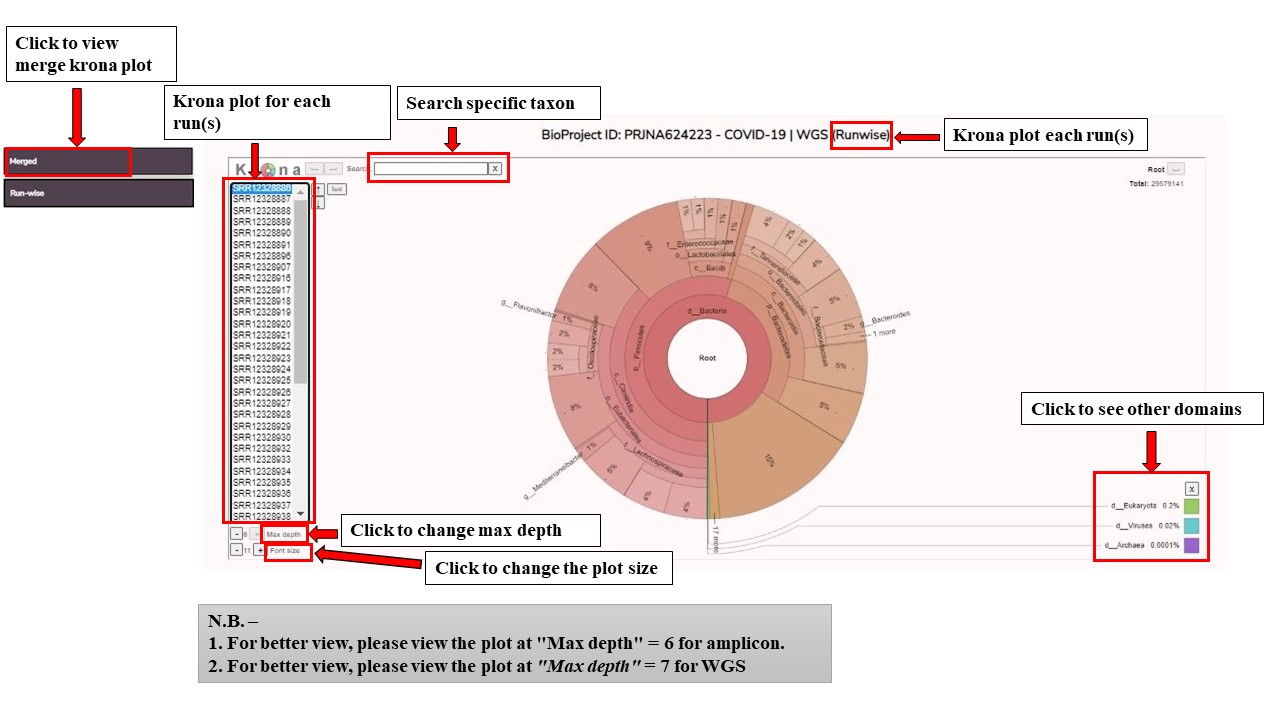 Click to view
merge krona plot
Krona plot for each
run(s)
Search specific taxon
BioProject ID: PRJNA624223 - COVID-19 | WGS (Runwise)
Krona plot each run(s)
Merged
Run-wise
Krona
Search:
x
Root
Total: 29579141
SRR12328886
SRR12328887
SRR12328888
SRR12328889
SRR12328890
SRR12328891
SRR12328896
SRR12328907
SRR12328916
SRR12328917
SRR12328918
SRR12328919
SRR12328920
SRR12328921
SRR12328922
SRR12328923
SRR12328924
SRR12328925
SRR12328926
SRR12328927
SRR12328928
SRR12328929
SRR12328930
SRR12328932
SRR12328933
SRR12328934
SRR12328935
SRR12328936
SRR12328937
SRR12328938
last
1%
1%
1%
1%
1%
4%
2%
1%
4%
9%
f__Enterococcaceae
o__Lactobacillales
c__Bacilli
f__Tannerellaceae
o__Bacteroidales
c__Bacteroidia
p__Bacteroidetes
f__Bacteroidaceae
8%
5%
g__Flavonifractor
1%
d__Bacteria
2%
g__Bacteroides
1 more
2%
2%
2%
f__Oscillospiraceae
p__Firmicutes
Root
5%
8%
c__Clostridia
o__Eubacteriales
f__Lachnospiraceae
5%
g__Mediterraneibacter
1%
6%
4%
4%
15%
17 more
Click to see other domains
x
d__Eukaryota 0.2%
d__Viruses 0.02%
d__Archaea 0.0001%
- 8 + Max depth
Click to change max depth
- 11 + Font size
Click to change the plot size
N.B. –
1. For better view, please view the plot at "Max depth" = 6 for amplicon.
2. For better view, please view the plot at "Max depth" = 7 for WGS